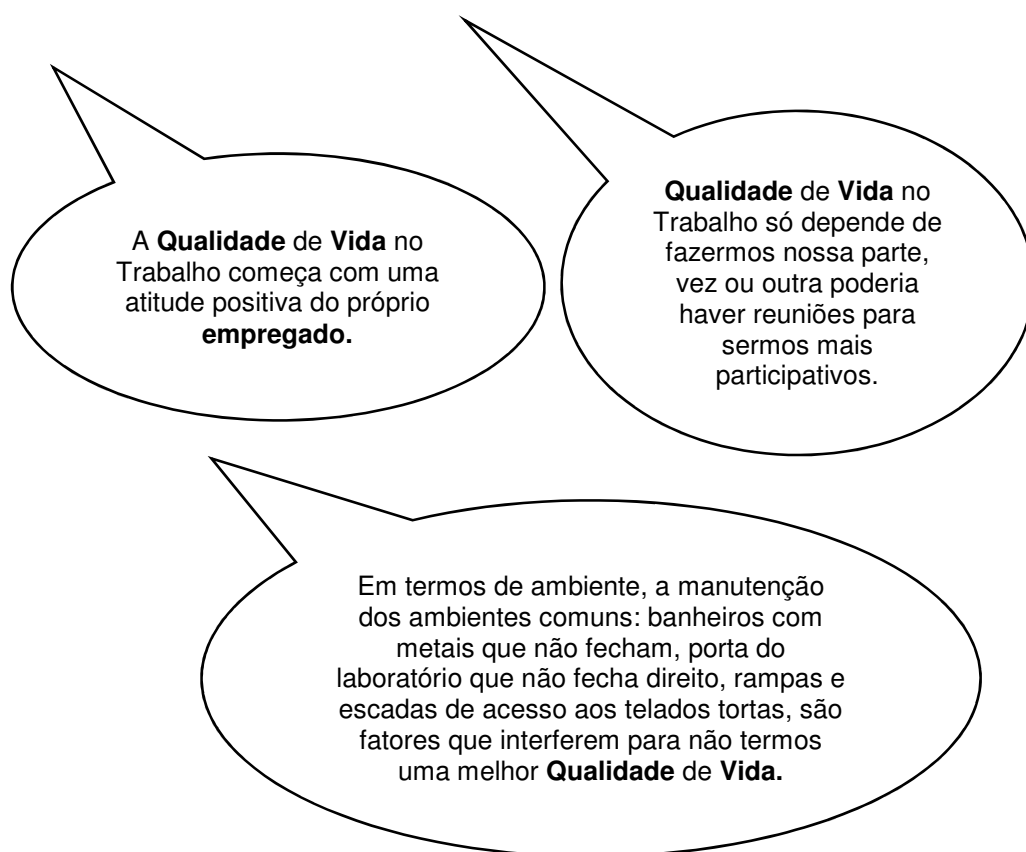 A Qualidade de Vida no
Trabalho começa com uma
atitude positiva do próprio
empregado.
Qualidade de Vida no
Trabalho só depende de
fazermos nossa parte,
vez ou outra poderia
haver reuniões para
sermos mais
participativos.
Em termos de ambiente, a manutenção
dos ambientes comuns: banheiros com
metais que não fecham, porta do
laboratório que não fecha direito, rampas e
escadas de acesso aos telados tortas, são
fatores que interferem para não termos
uma melhor Qualidade de Vida.